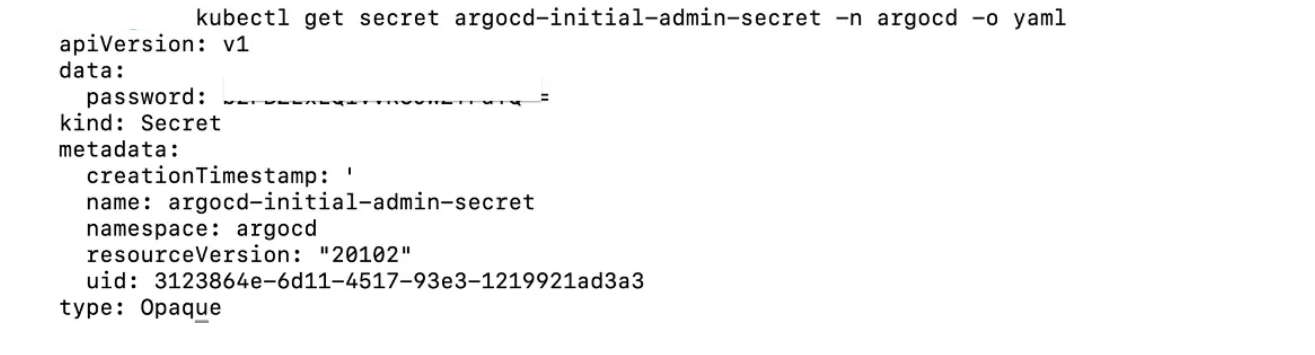 kubectl get secret argocd-initial-admin-secret -n argocd -o yaml
apiVersion: v1
data:
password: =
kind: Secret
metadata:
creationTimestamp: '
name: argocd-initial-admin-secret
namespace: argocd
resourceVersion: "20102"
uid: 3123864e-6d11-4517-93e3-1219921ad3a3
type: Opaque